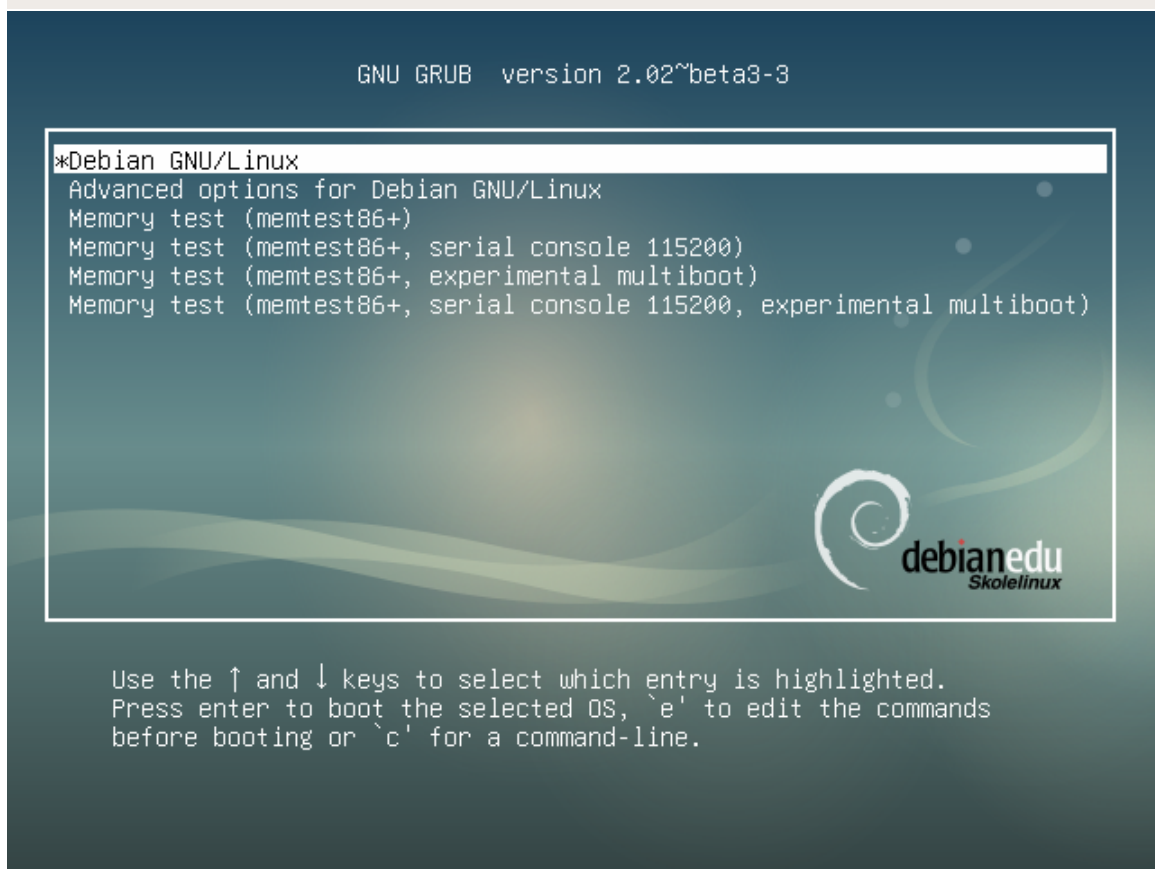 GNU GRUB version 2.02~beta3-3
*Debian GNU/Linux
Advanced options for Debian GNU/Linux
Memory test (memtest86+)
Memory test (memtest86+, serial console 115200)
Memory test (memtest86+, experimental multiboot)
Memory test (memtest86+, serial console 115200, experimental multiboot)
debianedu
Skolelinux
Use the ↑ and ↓ keys to select which entry is highlighted.
Press enter to boot the selected OS, `e' to edit the commands
before booting or `c' for a command-line.